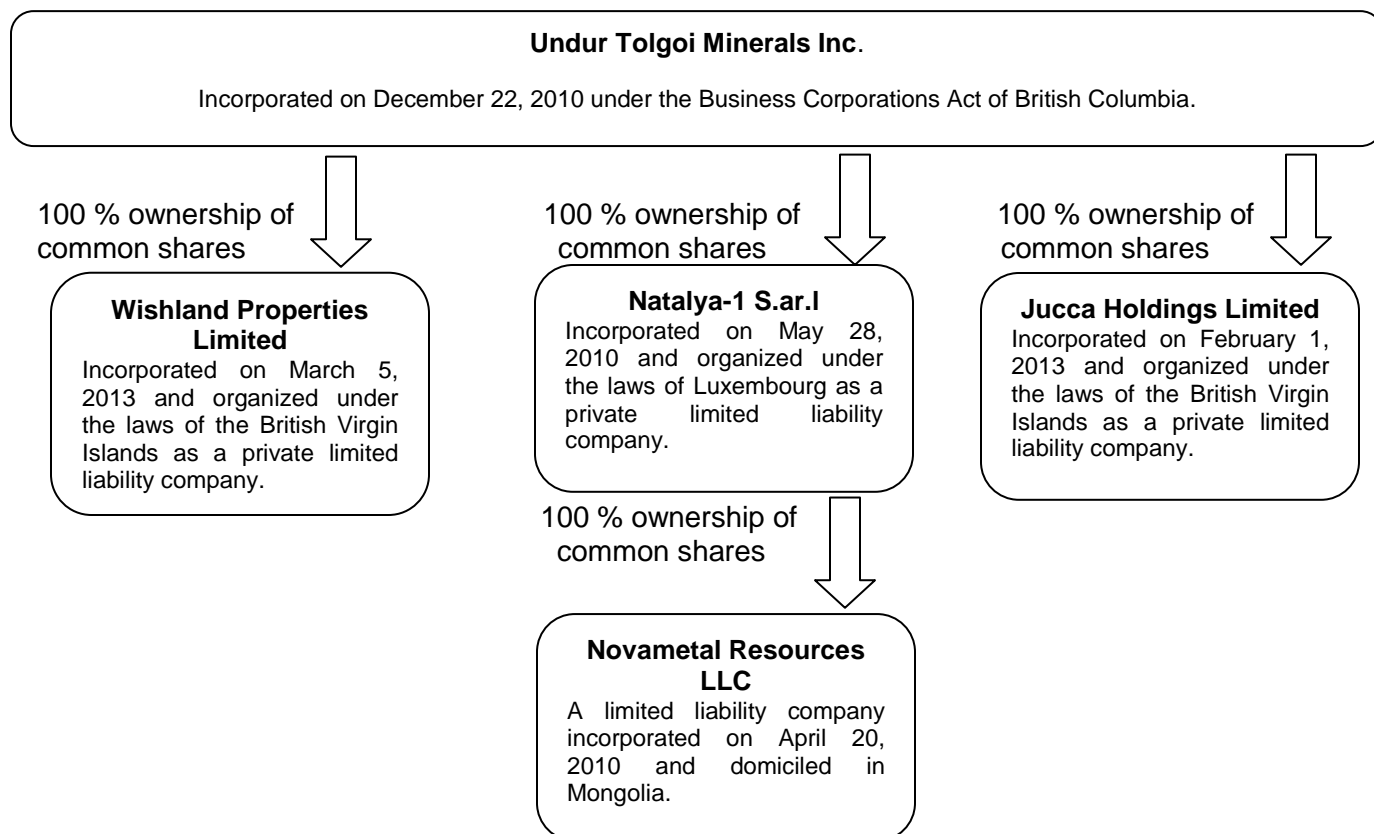 Undur Tolgoi Minerals Inc.
Incorporated on December 22, 2010 under the Business Corporations Act of British Columbia.
100 % ownership of
common shares
100 % ownership of
common shares
100 % ownership of
common shares
Wishland Properties
Limited
Incorporated on March 5,
2013 and organized under
the laws of the British Virgin
Islands as a private limited
liability company.
Natalya-1 S.ar.l
Incorporated on May 28,
2010 and organized under
the laws of Luxembourg as a
private limited liability
company.
Jucca Holdings Limited
Incorporated on February 1,
2013 and organized under
the laws of the British Virgin
Islands as a private limited
liability company.
100 % ownership of
common shares
Novametal Resources
LLC
A limited liability company
incorporated on April 20,
2010 and domiciled in
Mongolia.